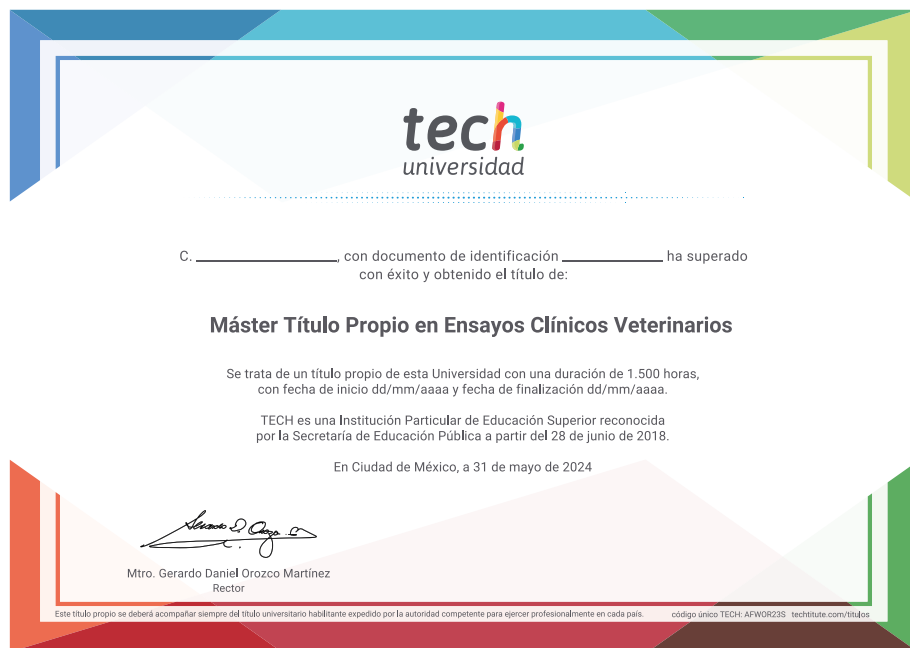 tech
universidad
C. ____________, con documento de identificación ____________ ha superado
con éxito y obtenido el título de:
Máster Título Propio en Ensayos Clínicos Veterinarios
Se trata de un título propio de esta Universidad con una duración de 1.500 horas,
con fecha de inicio dd/mm/aaaa y fecha de finalización dd/mm/aaaa.
TECH es una Institución Particular de Educación Superior reconocida
por la Secretaría de Educación Pública a partir del 28 de junio de 2018.
En Ciudad de México, a 31 de mayo de 2024
Mtro. Gerardo Daniel Orozco Martínez
Rector
Este título propio se deberá acompañar siempre del título universitario habilitante expedido por la autoridad competente para ejercer profesionalmente en cada país. código único TECH: AFWOR23S techtitute.com/titulos